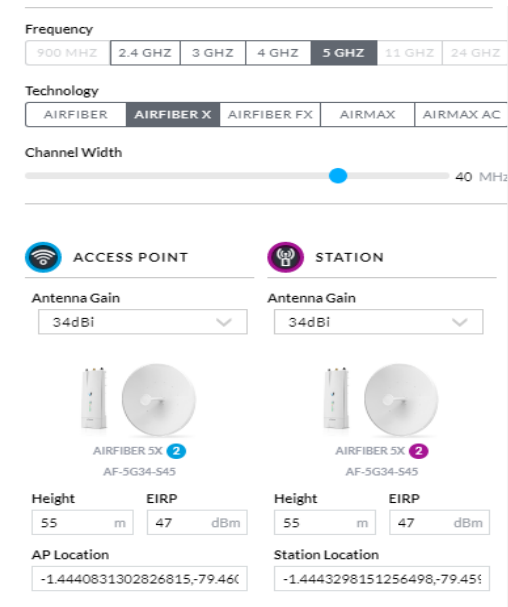 Frequency
900 MHZ 2.4 GHZ 3 GHZ 4 GHZ 5 GHZ 11 GHZ 24 GHZ
Technology
AIRFIBER AIRFIBER X AIRFIBER FX AIRMAX AIRMAX AC
Channel Width
40 MHz
ACCESS POINT STATION
Antenna Gain Antenna Gain
34dBi 34dBi
AIRFIBER 5X 2 AIRFIBER 5X 2
AF-5G34-S45 AF-5G34-S45
Height EIRP Height EIRP
55 m 47 dBm 55 m 47 dBm
AP Location Station Location
-1.4440831302826815,-79.460 -1.4443298151256498,-79.459